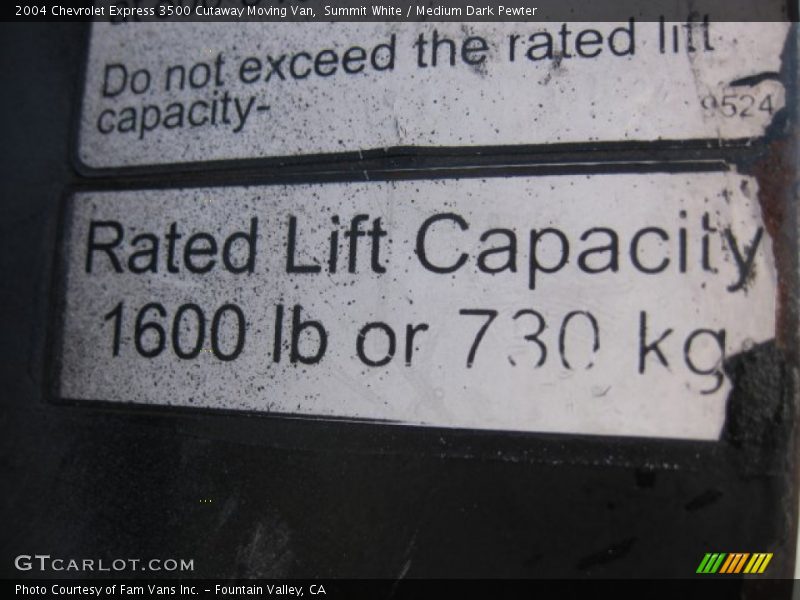 2004 Chevrolet Express 3500 Cutaway Moving Van,  Summit White / Medium Dark Pewter
Do not exceed the rated lift
capacity-
9524
Rated Lift Capacity
1600 lb or 730 kg
GTCARLOT.COM
Photo Courtesy of Fam Vans Inc. - Fountain Valley, CA